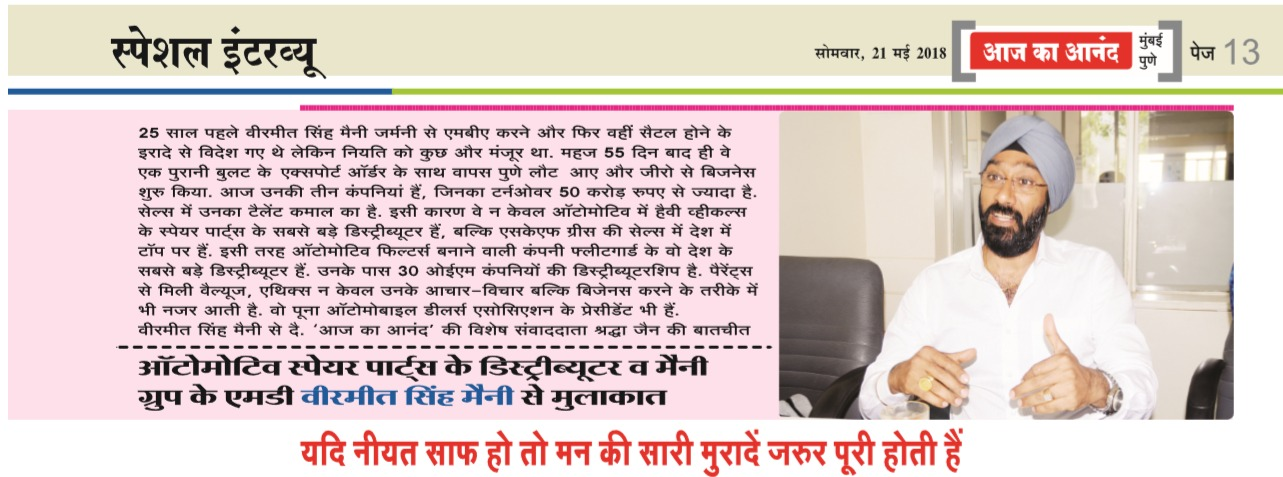 स्पेशल इंटरव्यू
सोमवार, 21 मई 2018
आज का आनंद
मुंबई
पुणे
पेज 13
25 साल पहले वीरमीत सिंह मैनी जर्मनी से एमबीए करने और फिर वहीं सैटल होने के
इरादे से विदेश गए थे लेकिन नियति को कुछ और मंजूर था. महज 55 दिन बाद ही वे
एक पुरानी बुलट के एक्सपोर्ट ऑर्डर के साथ वापस पुणे लौट आए और जीरो से बिजनेस
शुरु किया. आज उनकी तीन कंपनियां हैं, जिनका टर्नओवर 50 करोड़ रुपए से ज्यादा है.
सेल्स में उनका टैलेंट कमाल का है. इसी कारण वे न केवल ऑटोमोटिव में हैवी व्हीकल्स
के स्पेयर पार्ट्स के सबसे बड़े डिस्ट्रीब्यूटर हैं, बल्कि एसकेएफ ग्रीस की सेल्स में देश में
टॉप पर हैं. इसी तरह ऑटोमोटिव फिल्टर्स बनाने वाली कंपनी फ्लीटगार्ड के वो देश के
सबसे बड़े डिस्ट्रीब्यूटर हैं. उनके पास 30 ओईएम कंपनियों की डिस्ट्रीब्यूटरशिप है. पैरेंट्स
से मिली वैल्यूज, एथिक्स न केवल उनके आचार-विचार बल्कि बिजेनस करने के तरीके में
भी नजर आती है. वो पूना ऑटोमोबाइल डीलर्स एसोसिएशन के प्रेसीडेंट भी हैं.
वीरमीत सिंह मैनी से दै. ‘आज का आनंद’ की विशेष संवाददाता श्रद्धा जैन की बातचीत
ऑटोमोटिव स्पेयर पार्ट्स के डिस्ट्रीब्यूटर व मैनी
ग्रुप के एमडी वीरमीत सिंह मैनी से मुलाकात
यदि नीयत साफ हो तो मन की सारी मुरादें जरुर पूरी होती हैं